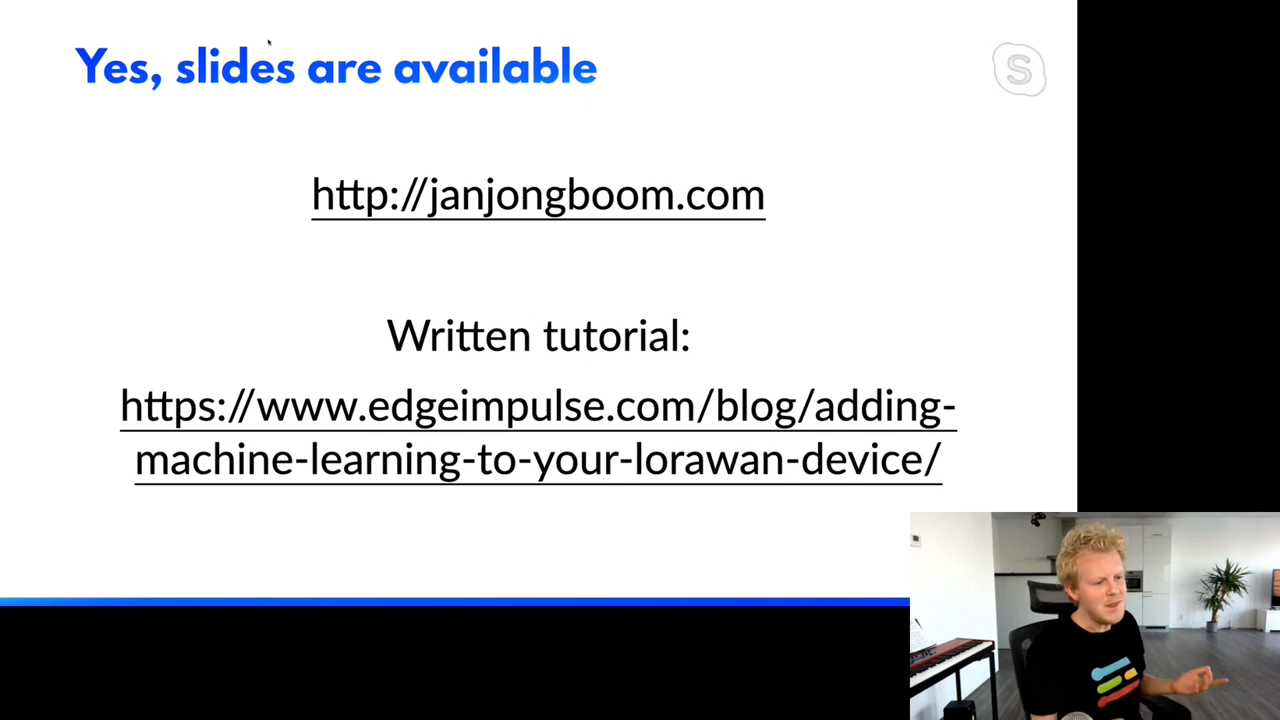 Yes, slides are available
S
http://janjongboom.com
Written tutorial:
https://www.edgeimpulse.com/blog/adding-
machine-learning-to-your-lorawan-device/